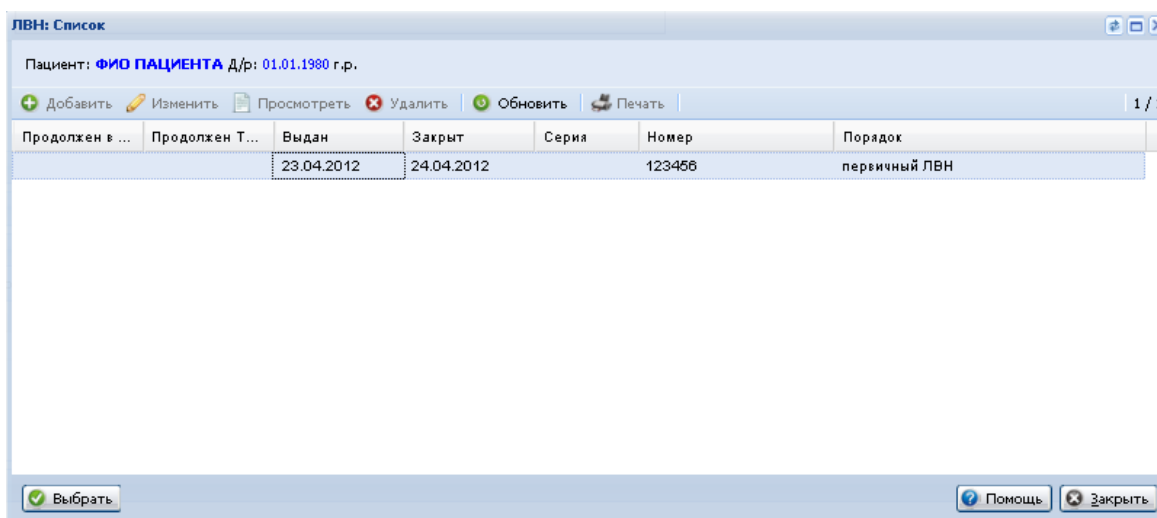 ЛВН: Список
Пациент: ФИО ПАЦИЕНТА Д/р: 01.01.1980 г.р.
Добавить Изменить Просмотреть Удалить Обновить Печать 1 /
Продолжен в ... Продолжен Т... Выдан Закрыт Серия Номер Порядок
23.04.2012 24.04.2012 123456 первичный ЛВН
Выбрать Помощь Закрыть